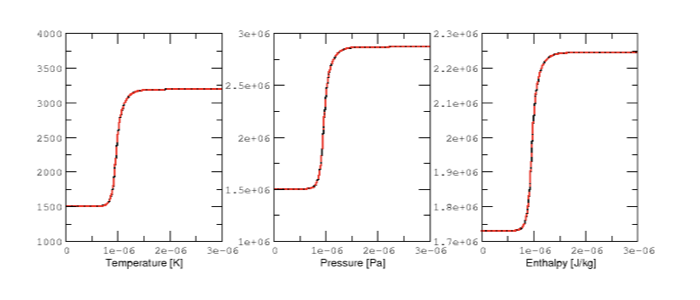 4000
3500
3000
2500
2000
1500
1000
0 1e-06 2e-06 3e-06
Temperature [K]
3e+06
2.5e+06
2e+06
1.5e+06
1e+06
0 1e-06 2e-06 3e-06
Pressure [Pa]
2.3e+06
2.2e+06
2.1e+06
2e+06
1.9e+06
1.8e+06
1.7e+06
0 1e-06 2e-06 3e-06
Enthalpy [J/kg]